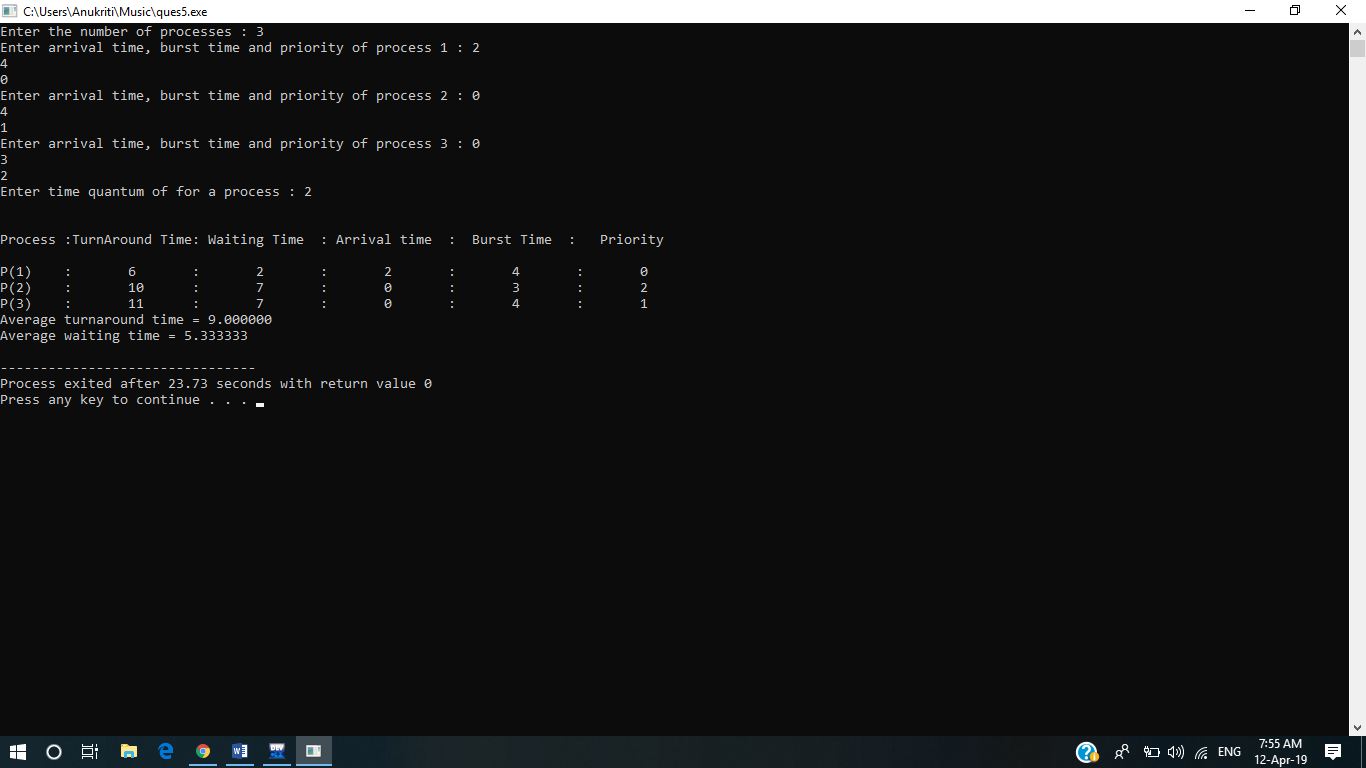 C:\Users\Anukriti\Music\ques5.exe
Enter the number of processes : 3
Enter arrival time, burst time and priority of process 1 : 2
4
0
Enter arrival time, burst time and priority of process 2 : 0
4
1
Enter arrival time, burst time and priority of process 3 : 0
3
2
Enter time quantum of for a process : 2
Process :TurnAround Time: Waiting Time  : Arrival time  :  Burst Time  :   Priority
P(1)    :       6       :       2       :       2       :       4       :       0
P(2)    :       10      :       7       :       0       :       3       :       2
P(3)    :       11      :       7       :       0       :       4       :       1
Average turnaround time = 9.000000
Average waiting time = 5.333333
--------------------------------
Process exited after 23.73 seconds with return value 0
Press any key to continue . . .
DEV
ENG
7:55 AM
12-Apr-19